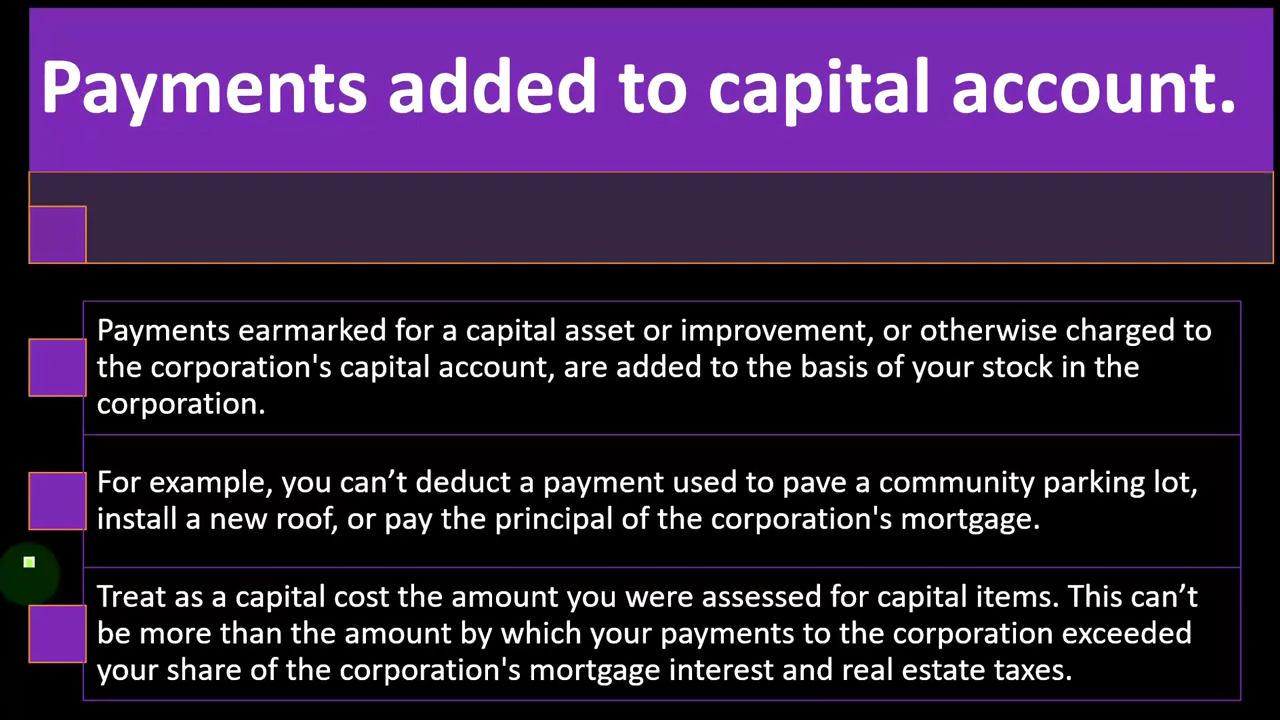 Payments added to capital account.
Payments earmarked for a capital asset or improvement, or otherwise charged to
the corporation's capital account, are added to the basis of your stock in the
corporation.
For example, you can’t deduct a payment used to pave a community parking lot,
install a new roof, or pay the principal of the corporation's mortgage.
Treat as a capital cost the amount you were assessed for capital items. This can’t
be more than the amount by which your payments to the corporation exceeded
your share of the corporation's mortgage interest and real estate taxes.